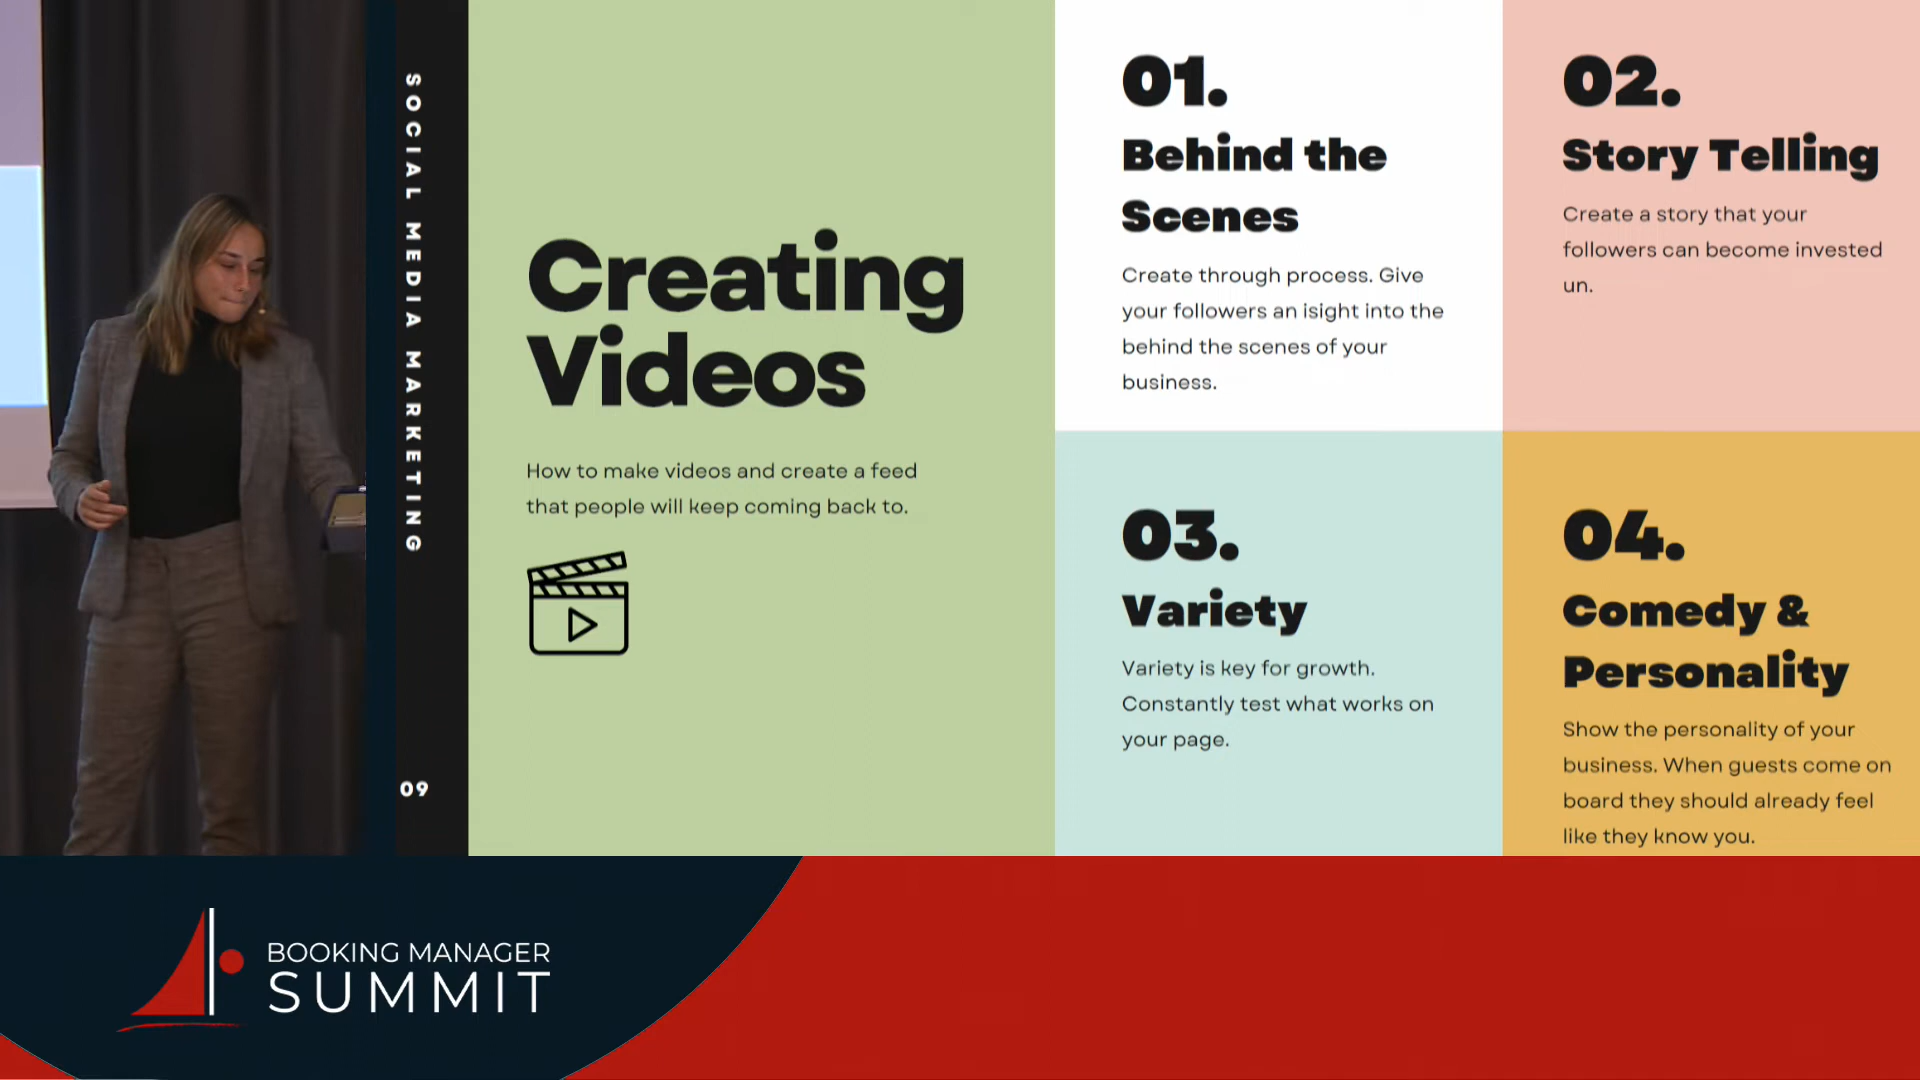 SOCIAL MEDIA MARKETING
09
Creating
Videos
How to make videos and create a feed
that people will keep coming back to.
01.
Behind the
Scenes
Create through process. Give
your followers an isight into the
behind the scenes of your
business.
02.
Story Telling
Create a story that your
followers can become invested
un.
03.
Variety
Variety is key for growth.
Constantly test what works on
your page.
04.
Comedy &
Personality
Show the personality of your
business. When guests come on
board they should already feel
like they know you.
BOOKING MANAGER
SUMMIT